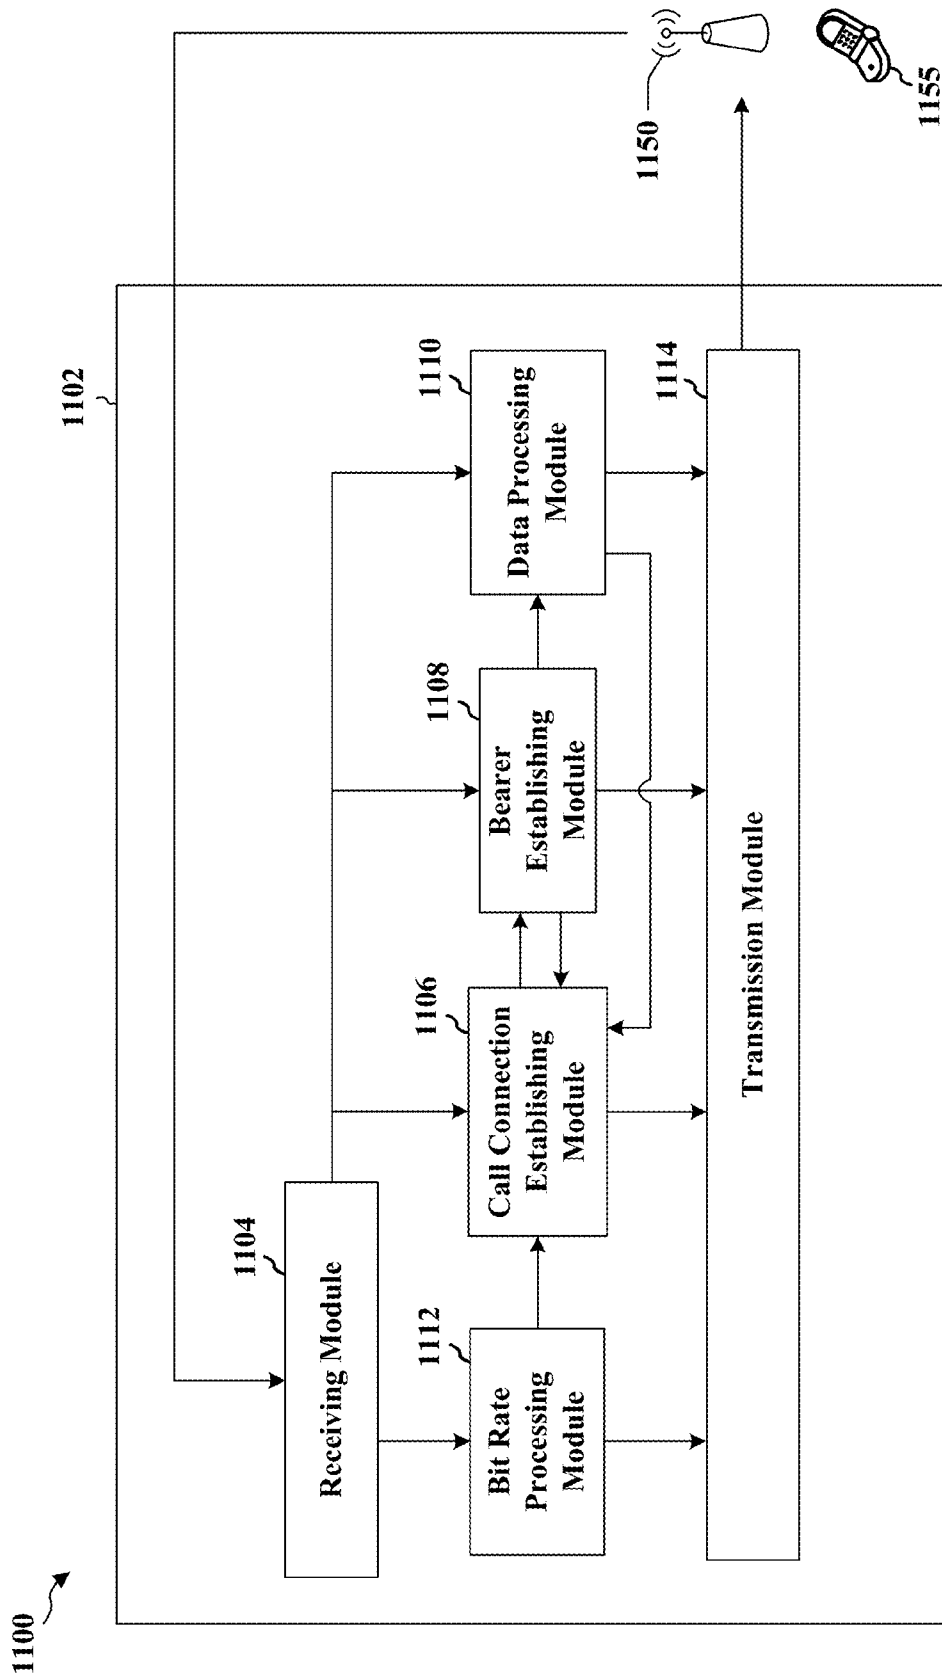 1100
1102
1104
Receiving Module
1112
Bit Rate
Processing
Module
1106
Call Connection
Establishing
Module
1108
Bearer
Establishing
Module
1110
Data Processing
Module
1114
Transmission Module
1150
1155